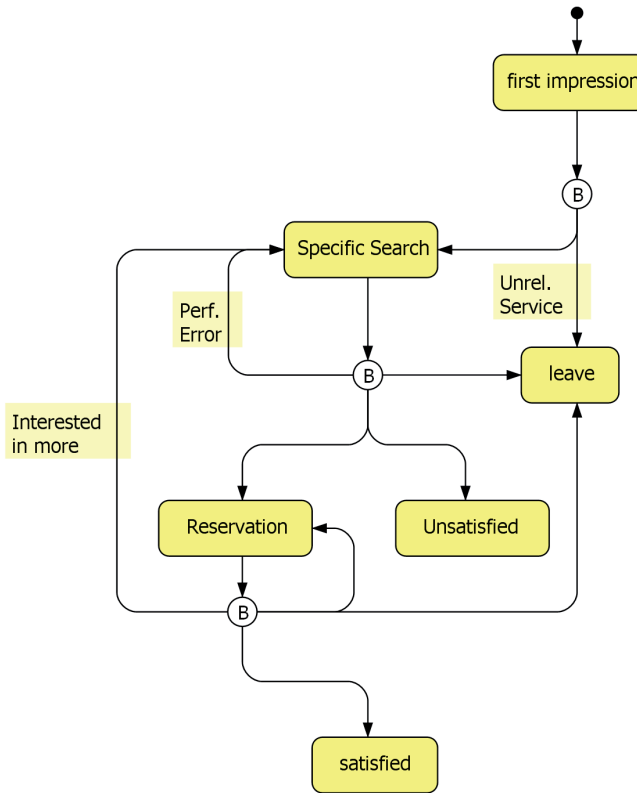 first impression
B
Specific Search
Unrel.
Service
Perf.
Error
B
leave
Interested
in more
Reservation
Unsatisfied
B
satisfied